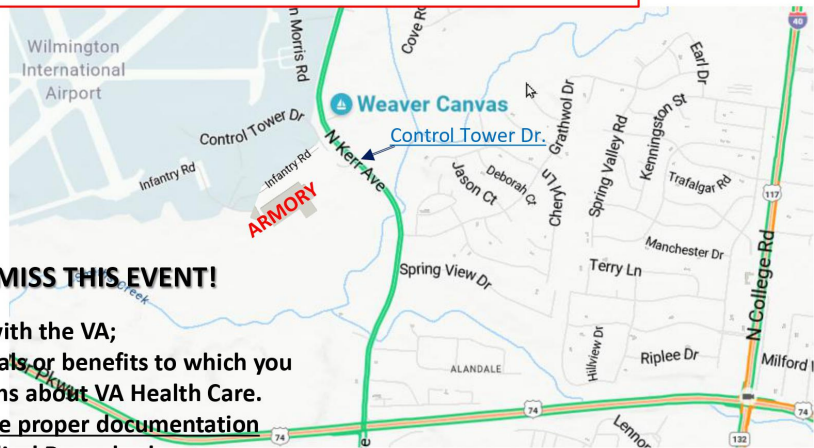 40
Wilmington
International
Airport
Morris Rd
Cove Rd
Earl Dr
Weaver Canvas
Control Tower Dr
Control Tower Dr.
N Kerr Ave
Grathwol Dr
Kennington St
Spring Valley Rd
Infantry Rd
Infantry Rd
ARMORY
Jason Ct
Deborah Ct
Cheryl Ln
Trafalgar Rd
117
Manchester Dr
MISS THIS EVENT!
Creek
Spring View Dr
Terry Ln
N College Rd
with the VA;
or benefits to which you
about VA Health Care.
proper documentation
Pkwy
ALANDALE
Hillview Dr
Riplee Dr
Milford
74
74
74
132